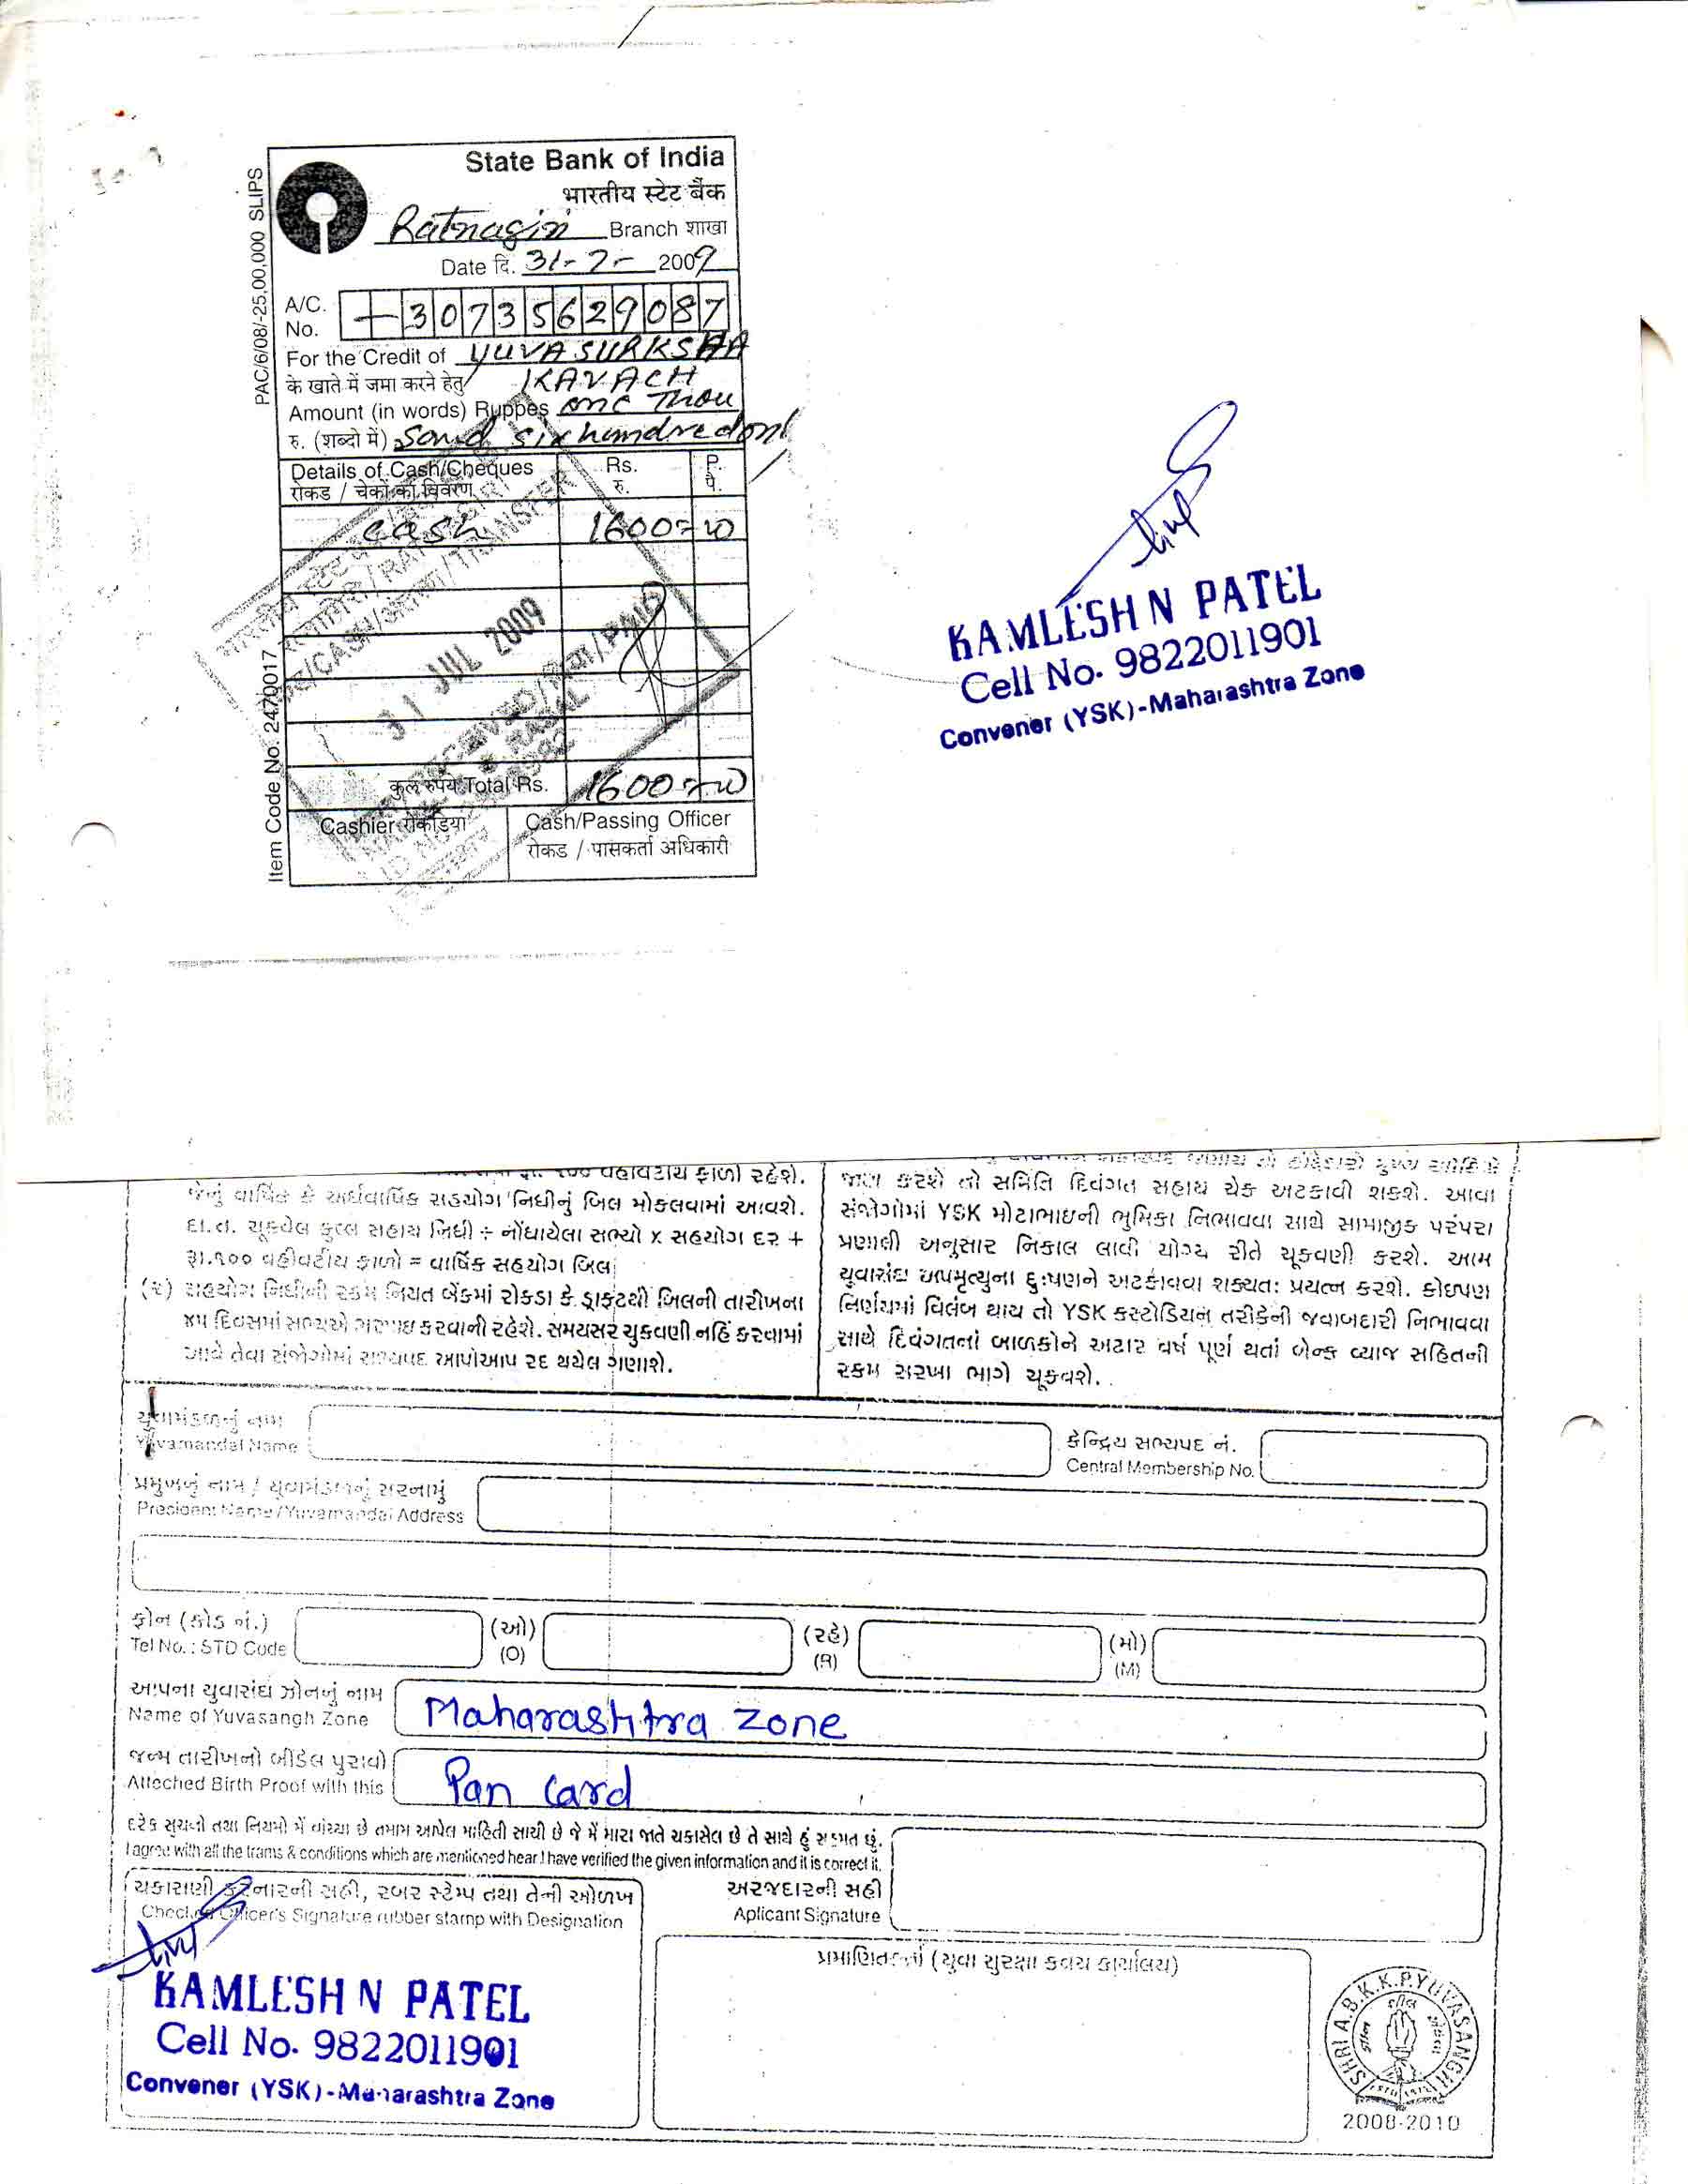 PAC/6/08/-25,00,000 SLIPS
Item Code No. 2470017
State Bank of India
भारतीय स्टेट बैंक
Ratnagiri Branch शाखा
Date दि. 31-7- 2009
A/C. No. 30735629087
For the Credit of YUVA SURKSHA
के खाते में जमा करने हेतु KAVACH
Amount (in words) Ruppes one Thou
रु. (शब्दो में) Sand six hundred only
Details of Cash/Cheques Rs. P.
रोकड / चेकों का विवरण रु. पै.
cash 1600=00
31 JUL 2009
कुल रुपये Total Rs. 1600=00
Cashier रोकड़िया Cash/Passing Officer
रोकड / पासकर्ता अधिकारी
KAMLESH N PATEL
Cell No. 9822011901
Convener (YSK)-Maharashtra Zone
વહીવટીય ફાળો રહેશે.
જેનું વાર્ષિક કે અર્ધવાર્ષિક સહયોગ નિધીનું બિલ મોકલવામાં આવશે.
દા.ત. ચૂકવેલ કુલ સહાય નિધી ÷ નોંધાયેલા સભ્યો x સહયોગ દર +
રૂા.૧૦૦ વહીવટીય ફાળો = વાર્ષિક સહયોગ બિલ
(૨) સહયોગ નિધીની રકમ નિયત બેંકમાં રોકડા કે ડ્રાફ્ટથી બિલની તારીખના
૪૫ દિવસમાં સભ્યએ ભરપાઇ કરવાની રહેશે. સમયસર ચુકવણી નહિં કરવામાં
આવે તેવા સંજોગોમાં સભ્યપદ આપોઆપ રદ થયેલ ગણાશે.
જાણ કરશે તો સમિતિ દિવંગત સહાય ચેક અટકાવી શકશે. આવા
સંજોગોમાં YSK મોટાભાઇની ભુમિકા નિભાવવા સાથે સામાજીક પરંપરા
પ્રણાલી અનુસાર નિકાલ લાવી યોગ્ય રીતે ચૂકવણી કરશે. આમ
યુવાસંઘ અપમૃત્યુના દુઃષણને અટકાવવા શક્યતઃ પ્રયત્ન કરશે. કોઇપણ
નિર્ણયમાં વિલંબ થાય તો YSK કસ્ટોડિયન તરીકેની જવાબદારી નિભાવવા
સાથે દિવંગતનાં બાળકોને અઢાર વર્ષ પૂર્ણ થતાં બેન્ક વ્યાજ સહિતની
રકમ સરખા ભાગે ચૂકવશે.
યુવામંડળનું નામ
Yuvamandal Name
કેન્દ્રિય સભ્યપદ નં.
Central Membership No.
પ્રમુખનું નામ / યુવામંડળનું સરનામું
President Name/Yuvamandal Address
ફોન (કોડ નં.) (ઓ) (રહે) (મો)
Tel No. : STD Code (O) (R) (M)
આપના યુવાસંઘ ઝોનનું નામ
Name of Yuvasangh Zone Maharashtra Zone
જન્મ તારીખનો બીડેલ પુરાવો
Attached Birth Proof with this Pan Card
દરેક સુચનો તથા નિયમો મેં વાંચ્યા છે તમામ આપેલ માહિતી સાચી છે જે મેં મારા જાતે ચકાસેલ છે તે સાથે હું સહમત છું.
I agree with all the trams & conditions which are mentioned hear I have verified the given information and it is correct it.
ચકાસણી કરનારની સહી, રબર સ્ટેમ્પ તથા તેની ઓળખ
Checked Officer's Signature rubber stamp with Designation
અરજદારની સહી
Aplicant Signature
KAMLESH N PATEL
Cell No. 9822011901
Convener (YSK)-Maharashtra Zone
પ્રમાણિતકર્તા (યુવા સુરક્ષા કવચ કાર્યાલય)
SHRI A.B.K.K.P. YUVASANGH
2008-2010